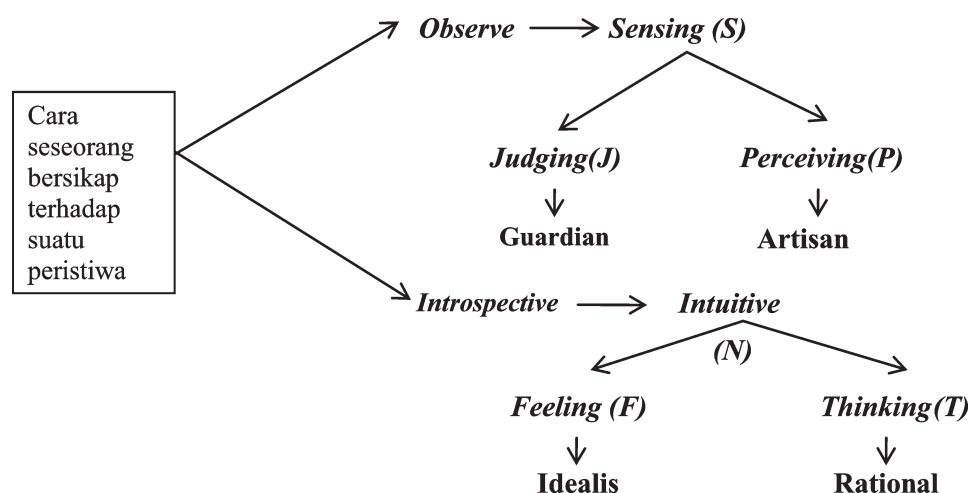 Observe
Sensing (S)
Cara
seseorang
bersikap
terhadap
suatu
peristiwa
Judging(J)
Perceiving(P)
Guardian
Artisan
Introspective
Intuitive
(N)
Feeling (F)
Thinking(T)
Idealis
Rational